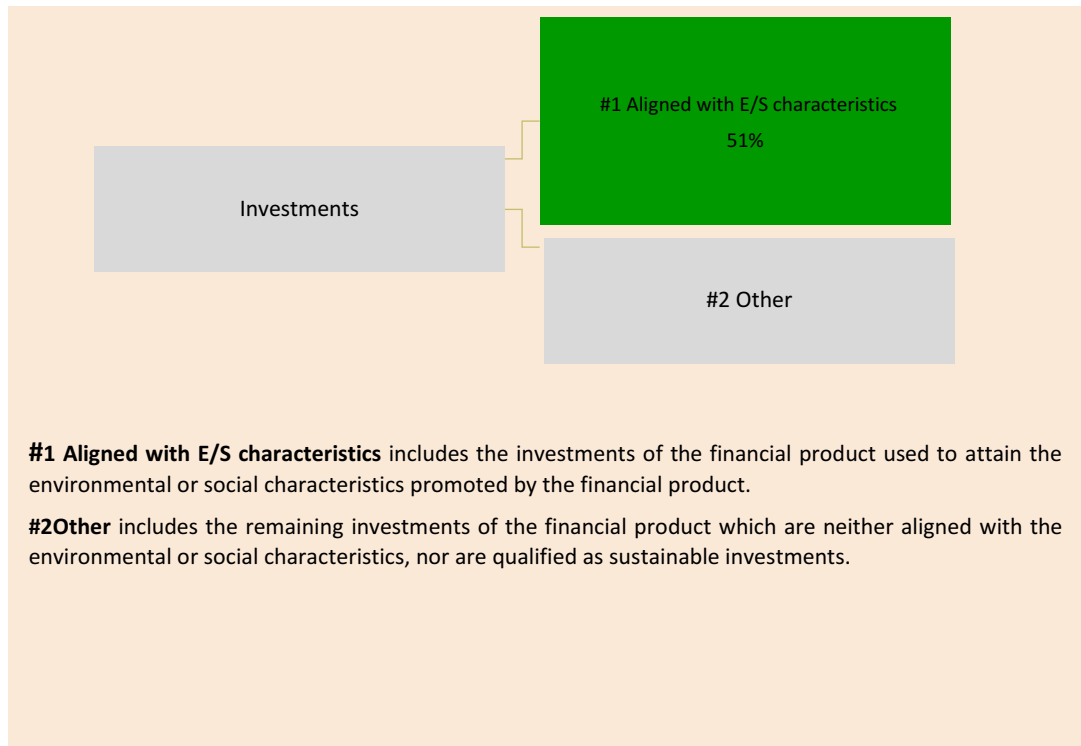 #1 Aligned with E/S characteristics
51%
Investments
#2 Other
#1 Aligned with E/S characteristics includes the investments of the financial product used to attain the
environmental or social characteristics promoted by the financial product.
#2Other includes the remaining investments of the financial product which are neither aligned with the
environmental or social characteristics, nor are qualified as sustainable investments.